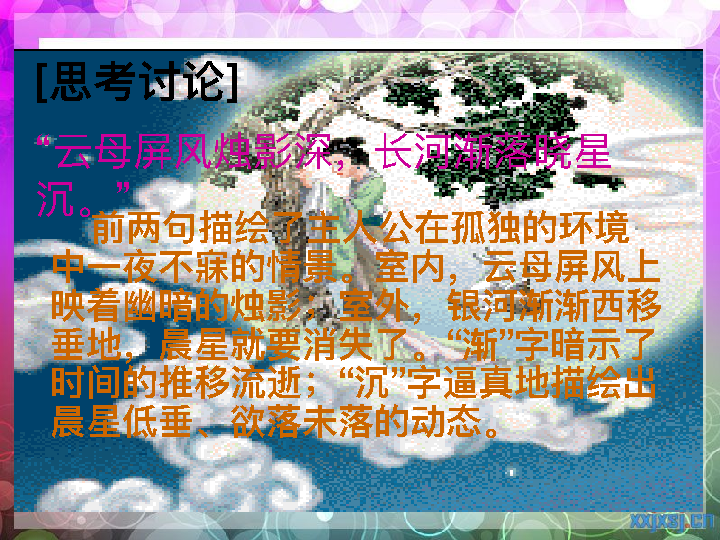 [思考讨论]
“云母屏风烛影深，长河渐落晓星
沉。”
前两句描绘了主人公在孤独的环境
中一夜不寐的情景。室内，云母屏风上
映着幽暗的烛影；室外，银河渐渐西移
垂地，晨星就要消失了。“渐”字暗示了
时间的推移流逝；“沉”字逼真地描绘出
晨星低垂、欲落未落的动态。
xxjxsj.cn